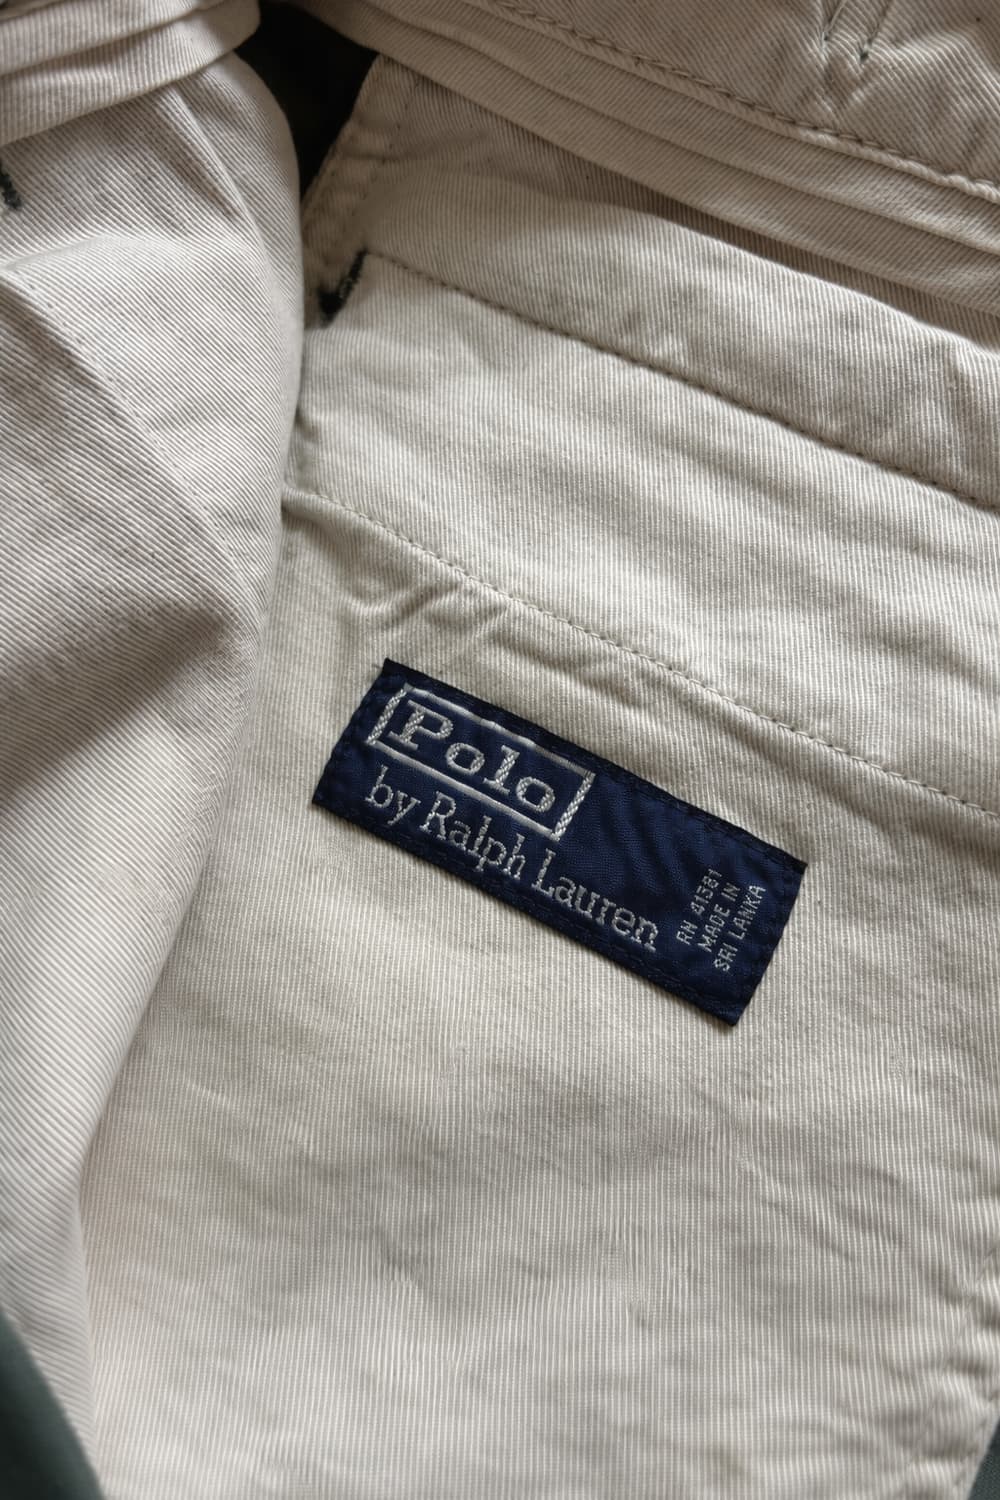 Polo
by Ralph Lauren
RN 41381
MADE IN
SRI LANKA